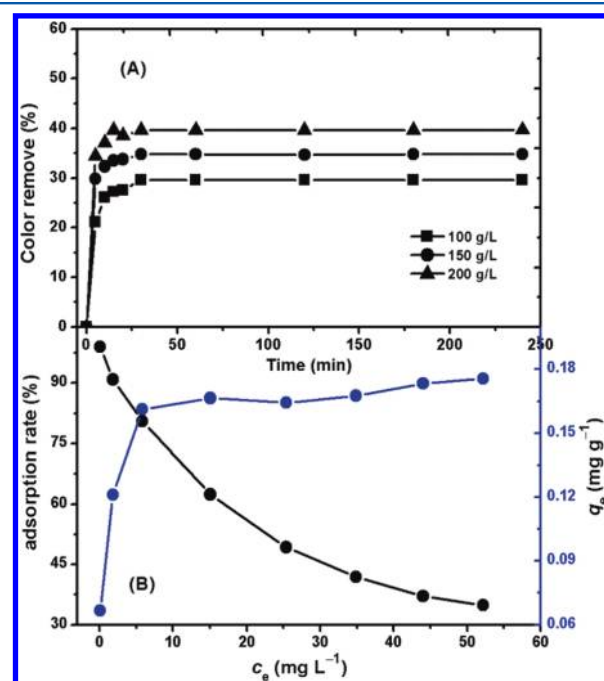 60
50
40
30
20
10
0
Color remove (%)
(A)
100 g/L
150 g/L
200 g/L
0 50 100 150 200 250
Time (min)
90
75
60
45
30
adsorption rate (%)
0.18
0.15
0.12
0.09
0.06
qe (mg g⁻¹)
(B)
0 10 20 30 40 50 60
ce (mg L⁻¹)